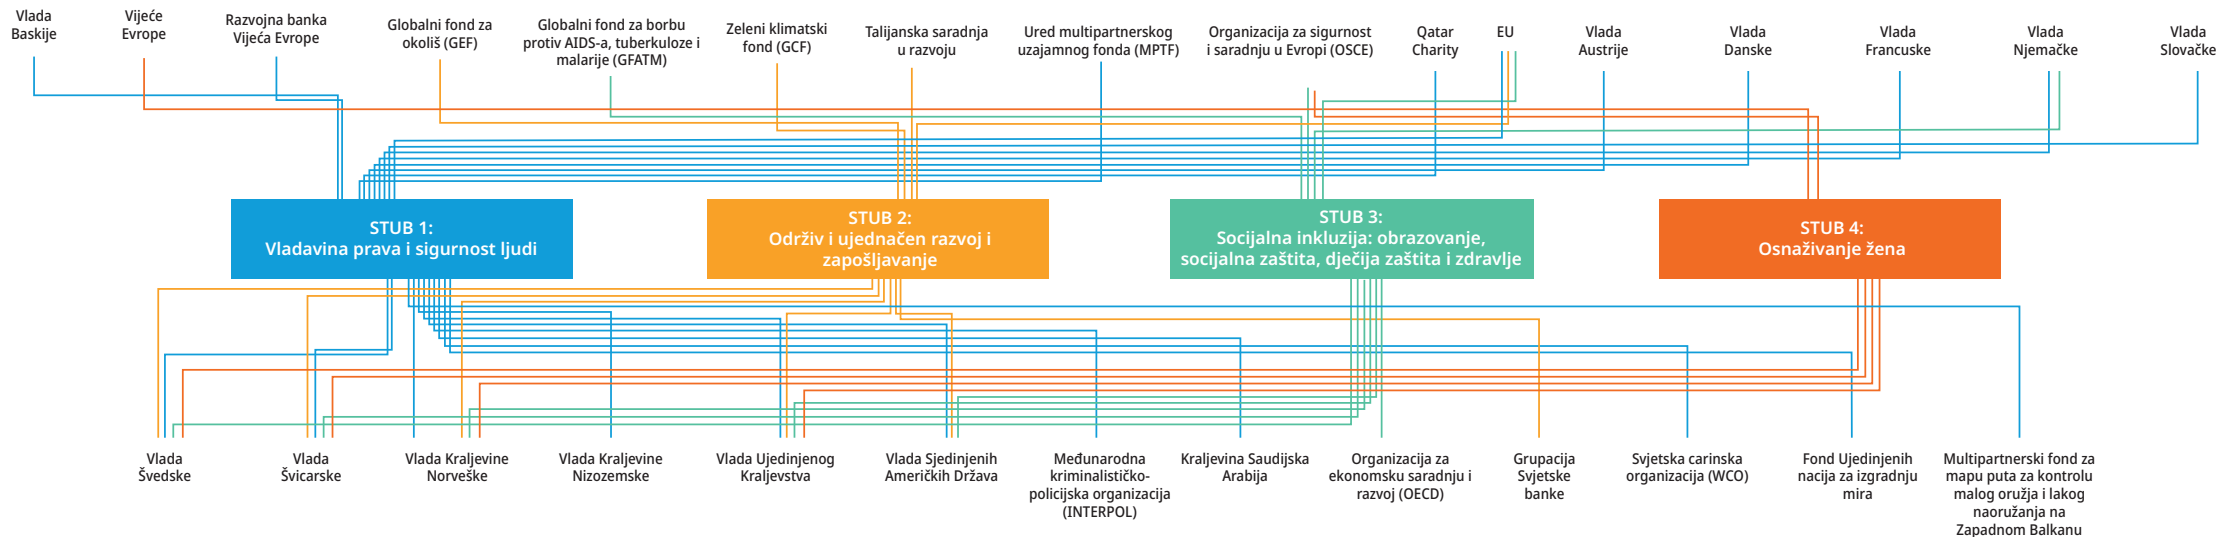 Vlada
Baskije
Vijeće
Evrope
Razvojna banka
Vijeća Evrope
Globalni fond za
okoliš (GEF)
Globalni fond za borbu
protiv AIDS-a, tuberkuloze i
malarije (GFATM)
Zeleni klimatski
fond (GCF)
Talijanska saradnja
u razvoju
Ured multipartnerskog
uzajamnog fonda (MPTF)
Organizacija za sigurnost
i saradnju u Evropi (OSCE)
Qatar
Charity
EU
Vlada
Austrije
Vlada
Danske
Vlada
Francuske
Vlada
Njemačke
Vlada
Slovačke
STUB 1:
Vladavina prava i sigurnost ljudi
STUB 2:
Održiv i ujednačen razvoj i
zapošljavanje
STUB 3:
Socijalna inkluzija: obrazovanje,
socijalna zaštita, dječija zaštita i zdravlje
STUB 4:
Osnaživanje žena
Vlada
Švedske
Vlada
Švicarske
Vlada Kraljevine
Norveške
Vlada Kraljevine
Nizozemske
Vlada Ujedinjenog
Kraljevstva
Vlada Sjedinjenih
Američkih Država
Međunarodna
kriminalističko-
policijska organizacija
(INTERPOL)
Kraljevina Saudijska
Arabija
Organizacija za
ekonomsku saradnju i
razvoj (OECD)
Grupacija
Svjetske
banke
Svjetska carinska
organizacija (WCO)
Fond Ujedinjenih
nacija za izgradnju
mira
Multipartnerski fond za
mapu puta za kontrolu
malog oružja i lakog
naoružanja na
Zapadnom Balkanu